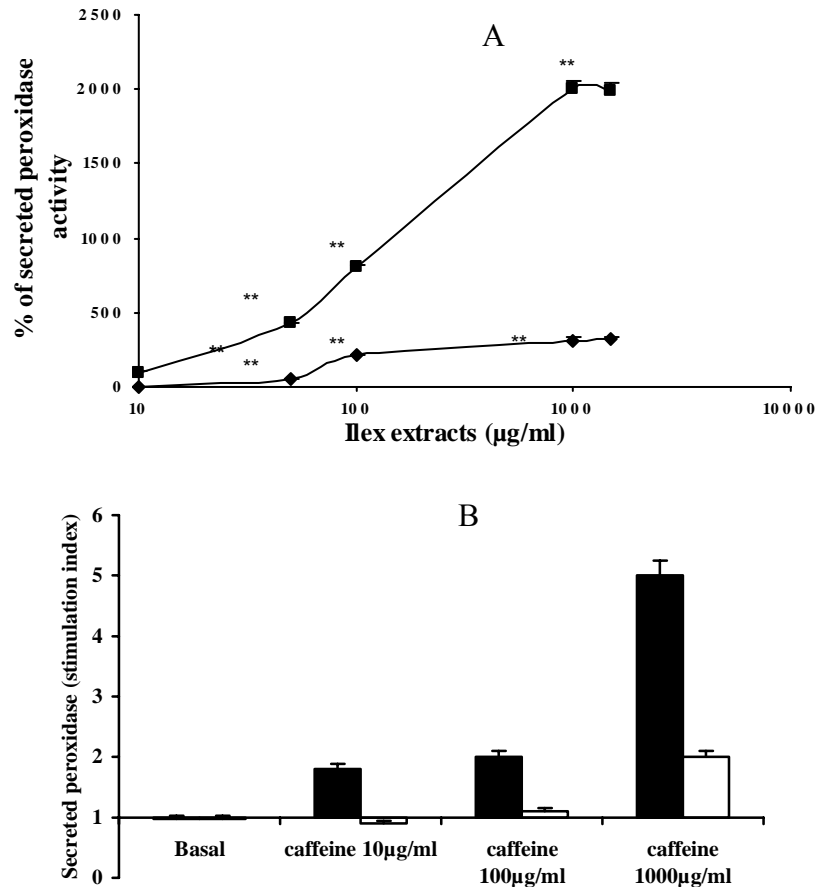 A
2500
2000
1500
1000
500
0
% of secreted peroxidase
activity
**
**
**
**
**
**
**
10
100
1000
10000
Ilex extracts (µg/ml)
B
6
5
4
3
2
1
0
Secreted peroxidase (stimulation index)
Basal
caffeine 10µg/ml
caffeine
100µg/ml
caffeine
1000µg/ml